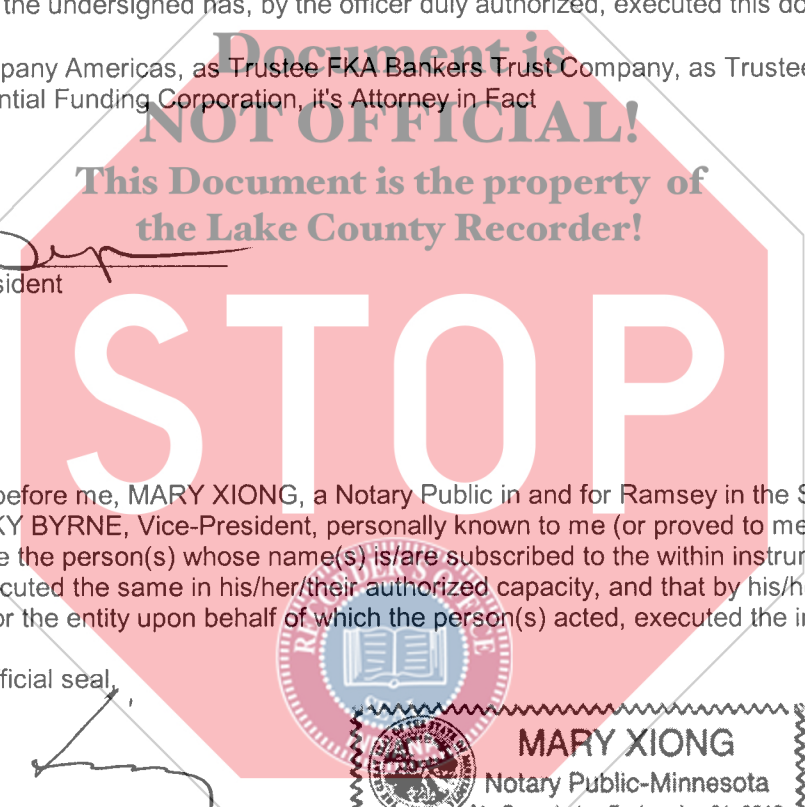 the undersigned has, by the officer duly authorized, executed this do
Document is
pany Americas, as Trustee FKA Bankers Trust Company, as Trustee
ntial Funding Corporation, it's Attorney in Fact
NOT OFFICIAL!
This Document is the property of
the Lake County Recorder!
sident
STOP
before me, MARY XIONG, a Notary Public in and for Ramsey in the S
KY BYRNE, Vice-President, personally known to me (or proved to me
e the person(s) whose name(s) is/are subscribed to the within instrum
cuted the same in his/her/their authorized capacity, and that by his/h
or the entity upon behalf of which the person(s) acted, executed the i
RECORDER'S OFFICE
ficial seal,
MARY XIONG
Notary Public-Minnesota